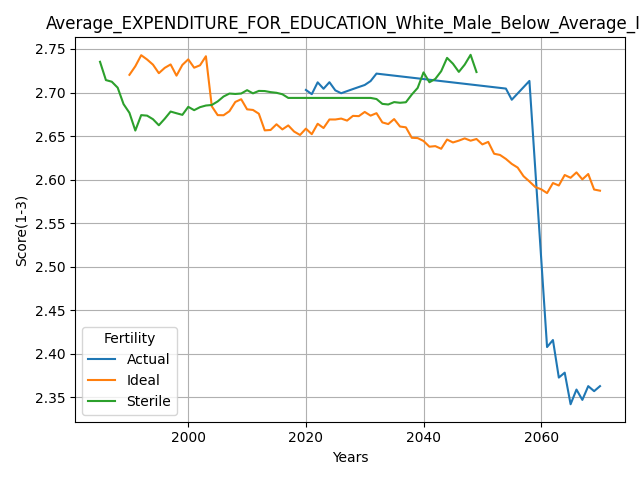 Average_EXPENDITURE_FOR_EDUCATION_White_Male_Below_Average_I
2.75
2.70
2.65
2.60
2.55
2.50
2.45
2.40
2.35
Score(1-3)
Fertility
Actual
Ideal
Sterile
2000 2020 2040 2060
Years